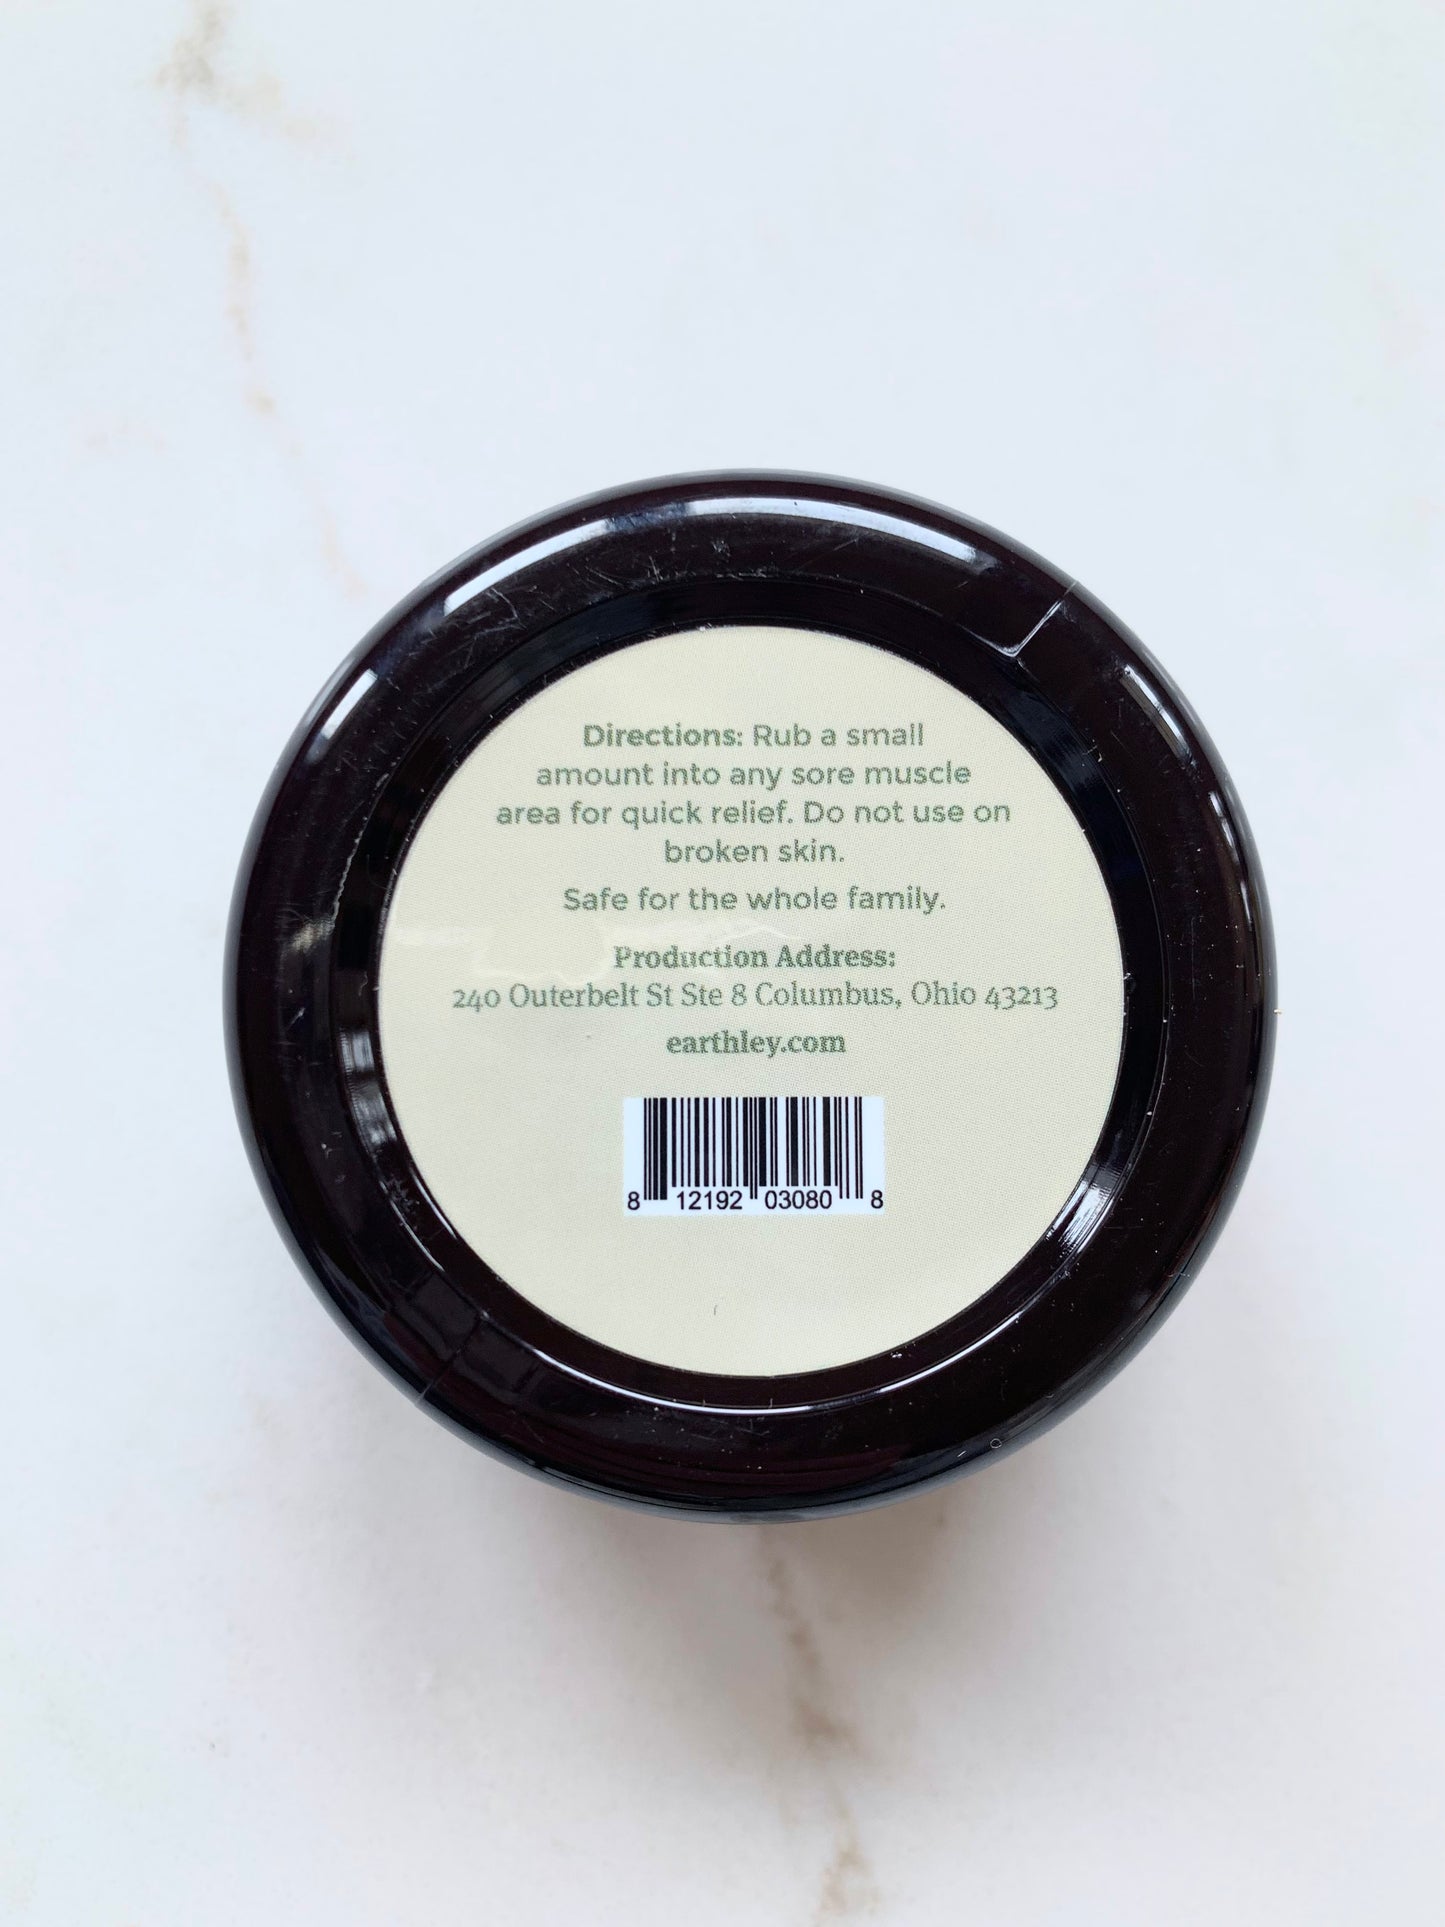 Directions: Rub a small
amount into any sore muscle
area for quick relief. Do not use on
broken skin.
Safe for the whole family.
Production Address:
240 Outerbelt St Ste 8 Columbus, Ohio 43213
earthley.com
8 12192 03080 8